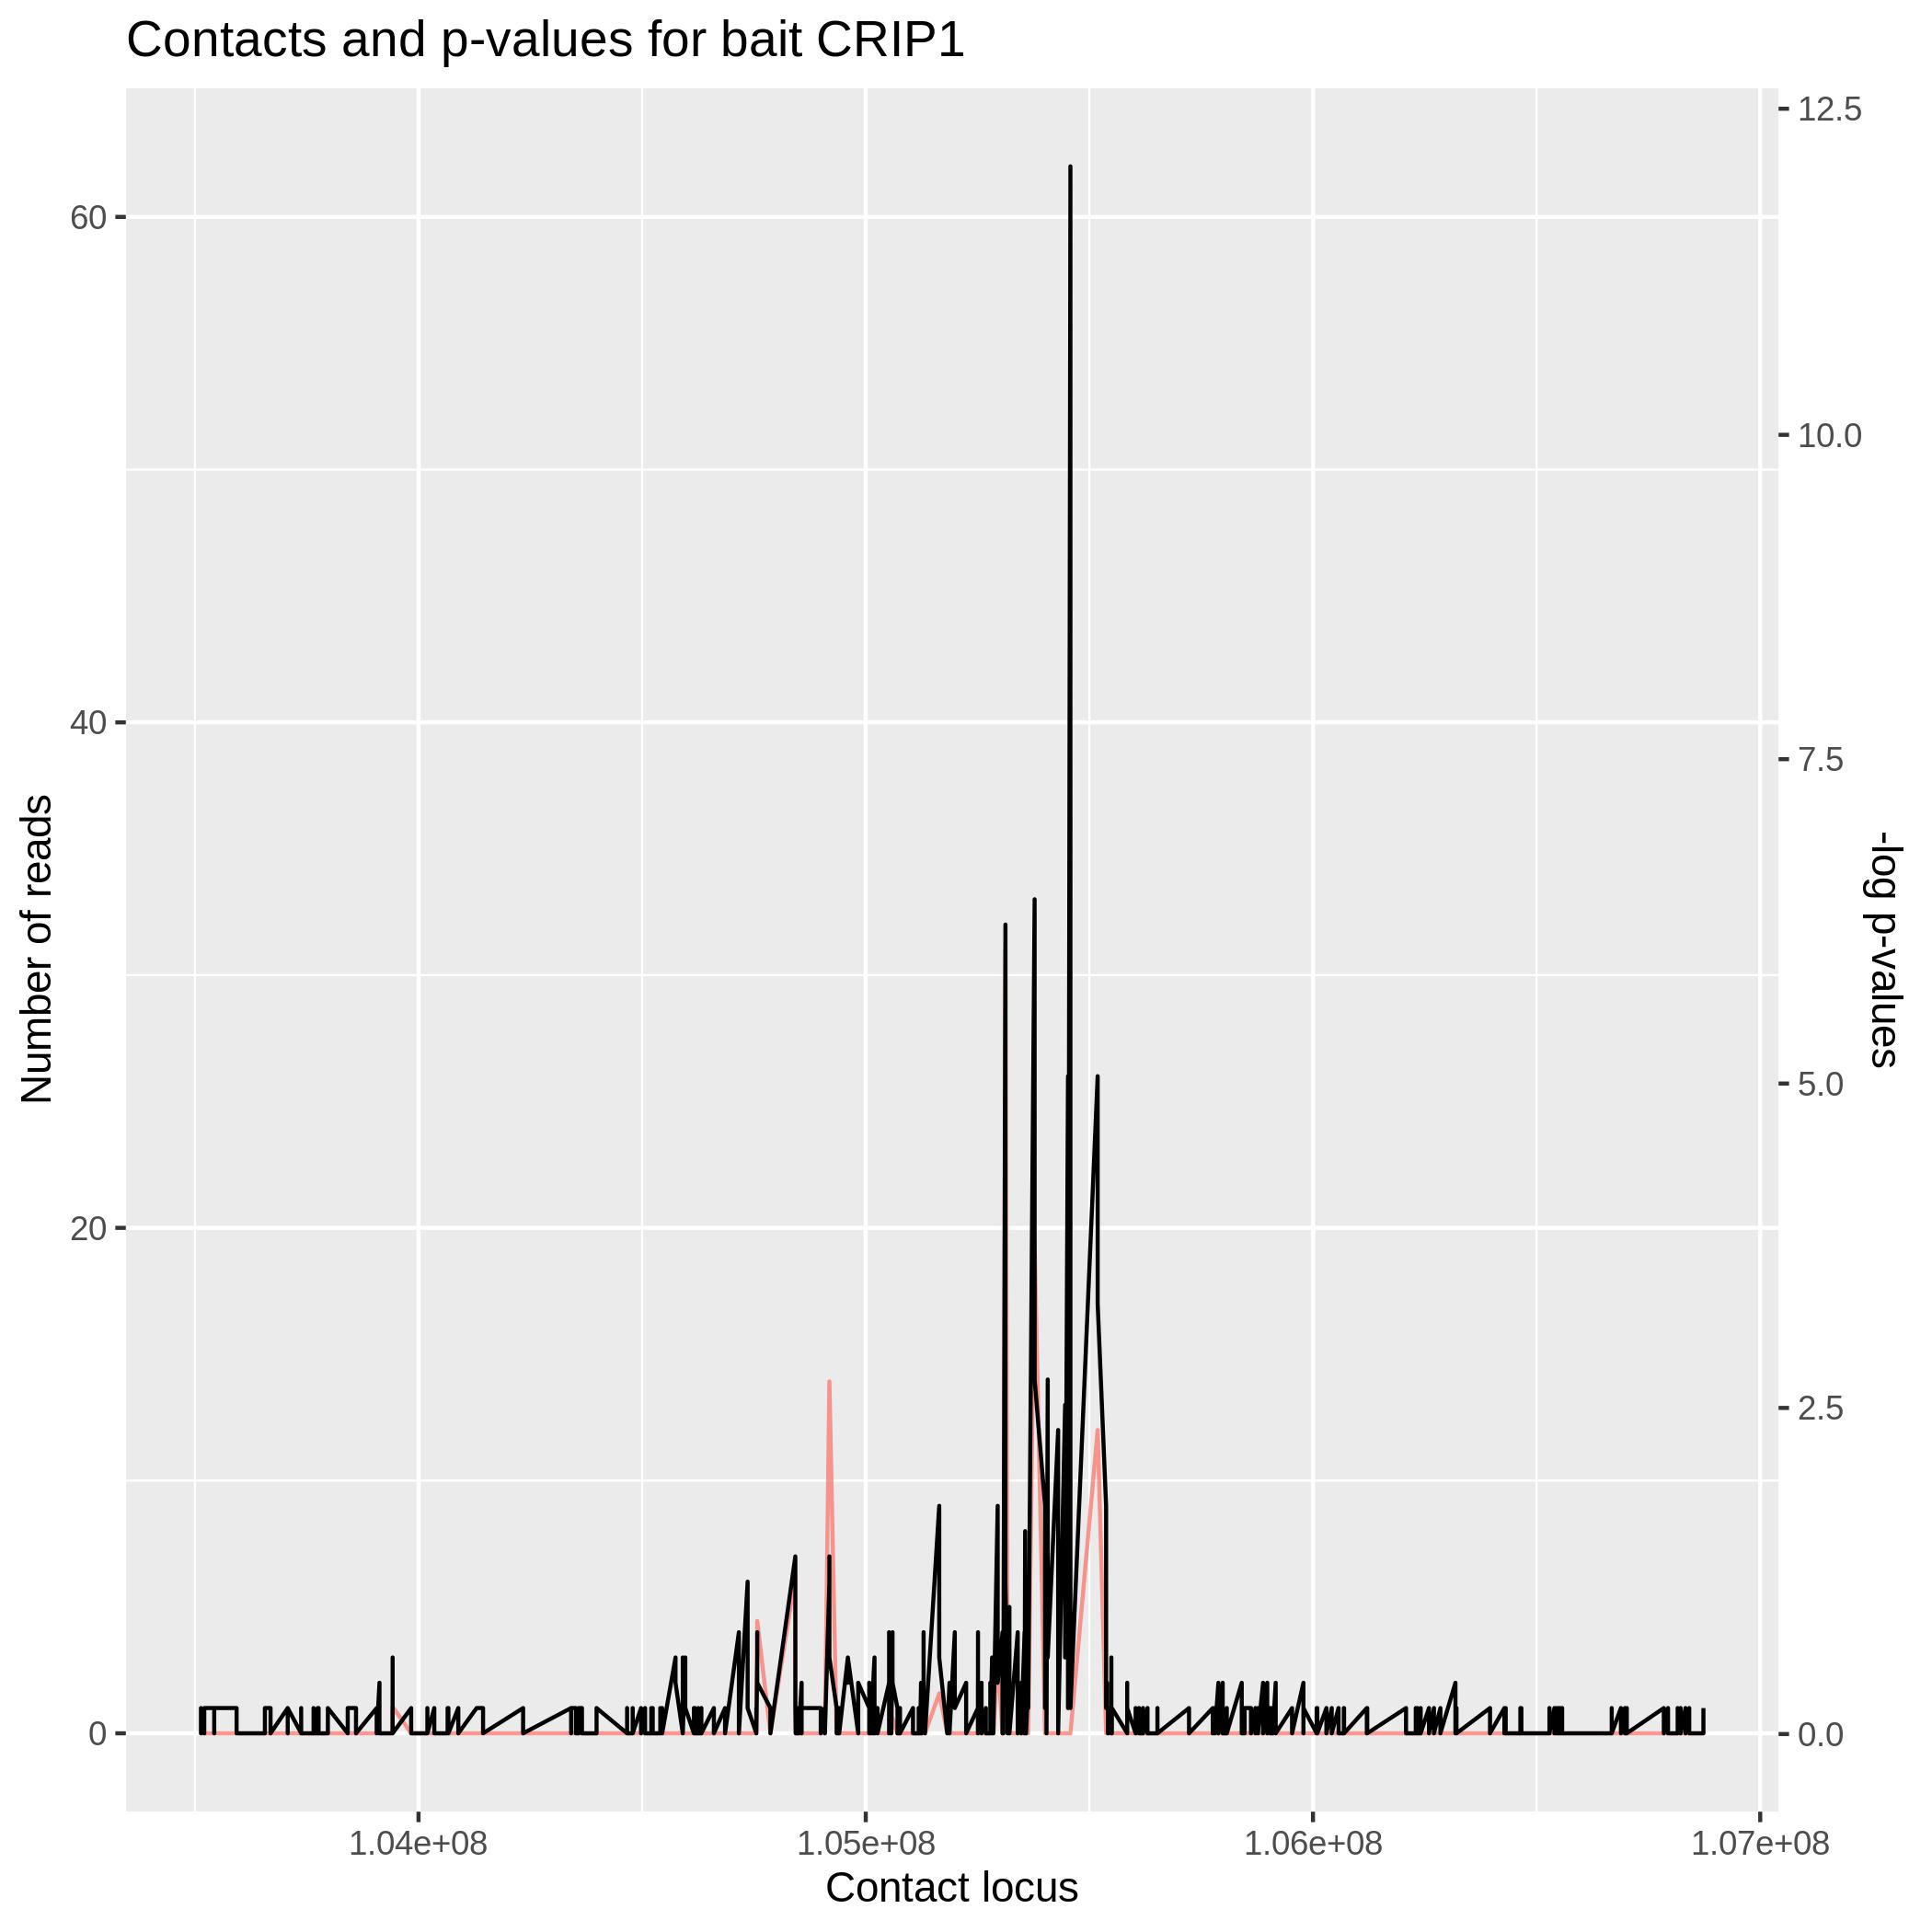 Contacts and p-values for bait CRIP1
12.5
60
10.0
40
7.5
Number of reads
-log p-values
5.0
20
2.5
0
0.0
1.04e+08
1.05e+08
1.06e+08
1.07e+08
Contact locus